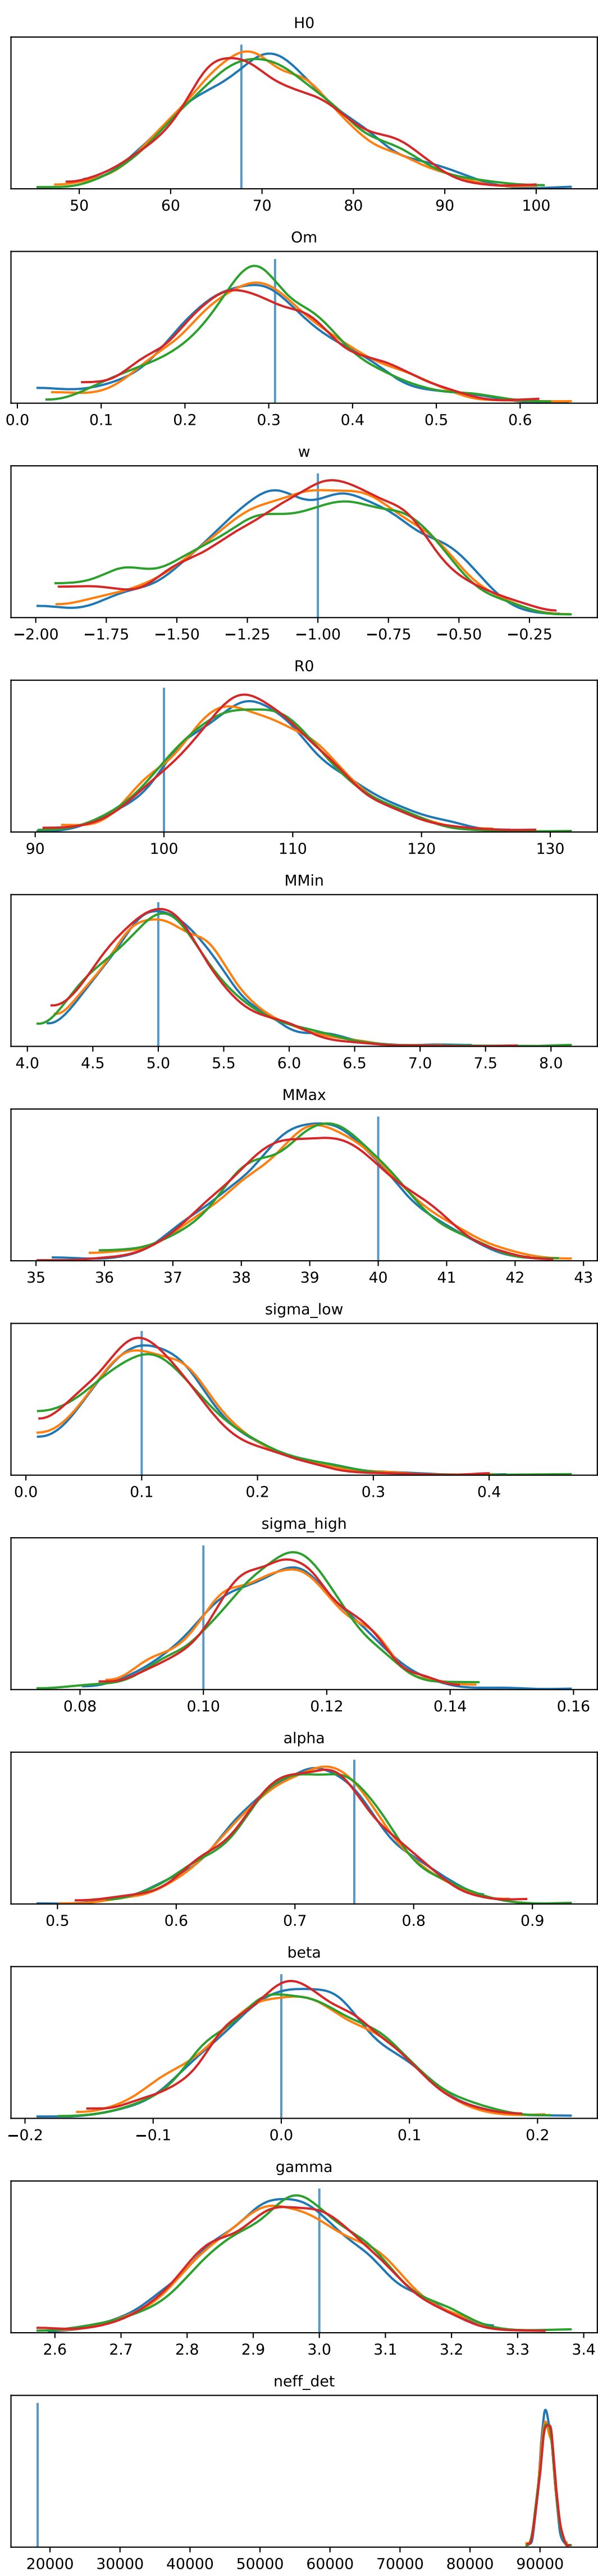 H0
50 60 70 80 90 100
Om
0.0 0.1 0.2 0.3 0.4 0.5 0.6
w
−2.00 −1.75 −1.50 −1.25 −1.00 −0.75 −0.50 −0.25
R0
90 100 110 120 130
MMin
4.0 4.5 5.0 5.5 6.0 6.5 7.0 7.5 8.0
MMax
35 36 37 38 39 40 41 42 43
sigma_low
0.0 0.1 0.2 0.3 0.4
sigma_high
0.08 0.10 0.12 0.14 0.16
alpha
0.5 0.6 0.7 0.8 0.9
beta
−0.2 −0.1 0.0 0.1 0.2
gamma
2.6 2.7 2.8 2.9 3.0 3.1 3.2 3.3 3.4
neff_det
20000 30000 40000 50000 60000 70000 80000 90000